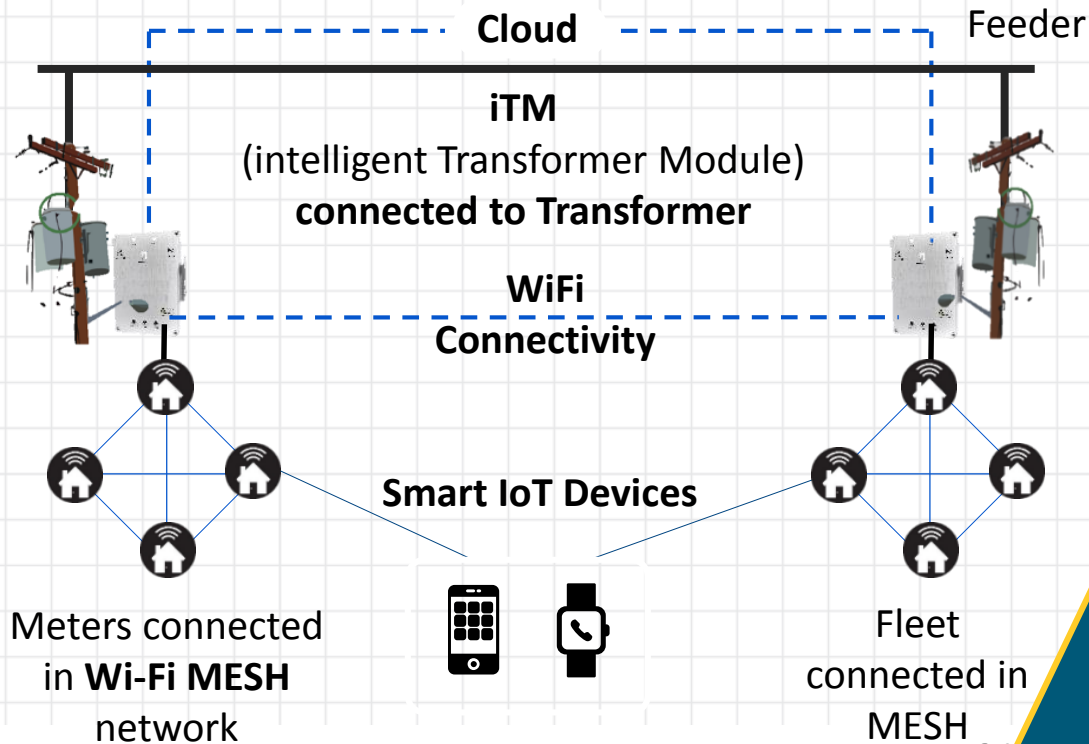 Cloud
Feeder
iTM
(intelligent Transformer Module)
connected to Transformer
WiFi
Connectivity
Smart IoT Devices
Meters connected
in Wi-Fi MESH
network
Fleet
connected in
MESH